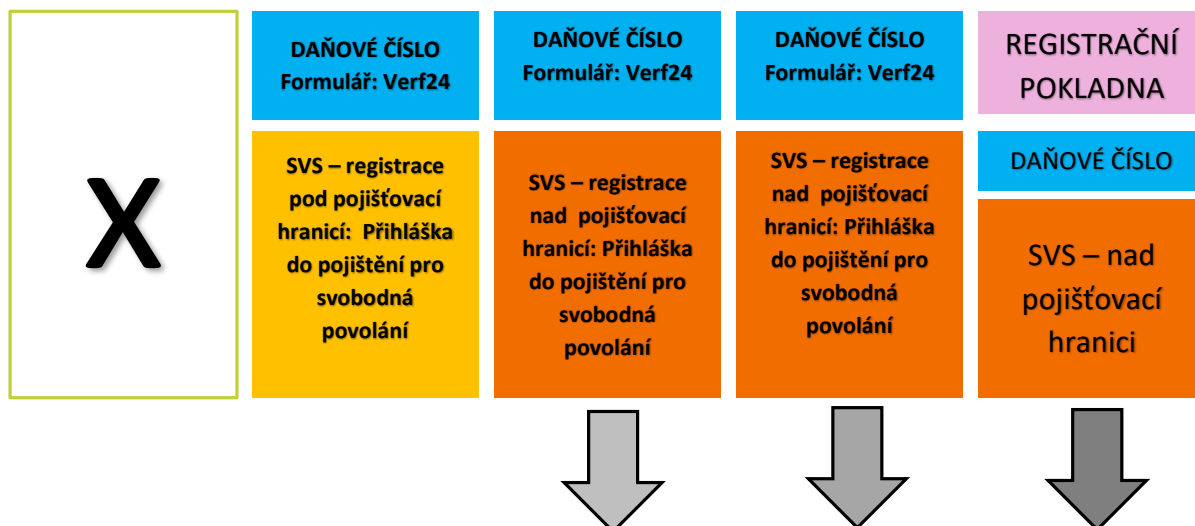 X
DAŇOVÉ ČÍSLO
Formulář: Verf24
SVS – registrace
pod pojišťovací
hranicí: Přihláška
do pojištění pro
svobodná
povolání
DAŇOVÉ ČÍSLO
Formulář: Verf24
SVS – registrace
nad pojišťovací
hranicí: Přihláška
do pojištění pro
svobodná
povolání
DAŇOVÉ ČÍSLO
Formulář: Verf24
SVS – registrace
nad pojišťovací
hranicí: Přihláška
do pojištění pro
svobodná
povolání
REGISTRAČNÍ
POKLADNA
DAŇOVÉ ČÍSLO
SVS – nad
pojišťovací
hranici